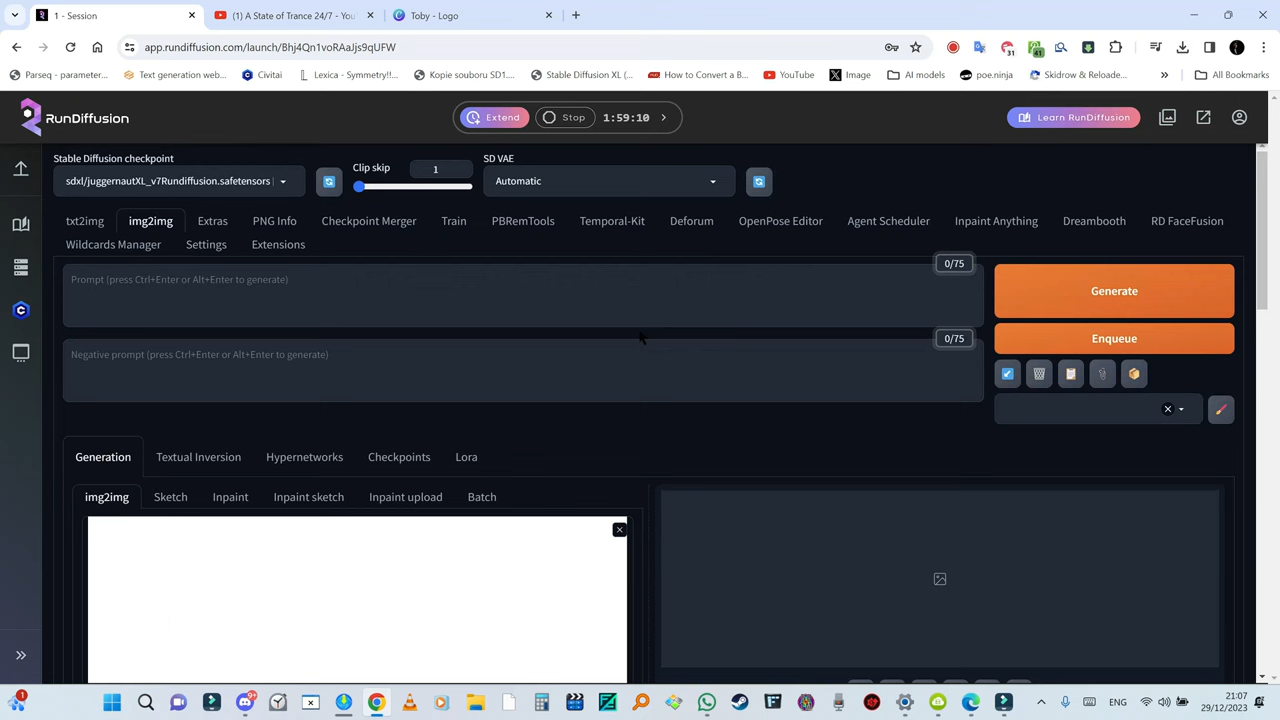 1 - Session
(1) A State of Trance 24/7 - You
Toby - Logo
app.rundiffusion.com/launch/Bhj4Qn1voRAaJjs9qUFW
31
41
Parseq - parameter...
Text generation web...
Civitai
Lexica - Symmetry!!...
Kopie souboru SD1....
Stable Diffusion XL (...
How to Convert a B...
YouTube
Image
AI models
poe.ninja
Skidrow & Reloade...
All Bookmarks
RunDiffusion
Extend
Stop
1:59:10
Learn RunDiffusion
Stable Diffusion checkpoint
Clip skip
1
SD VAE
sdxl/juggernautXL_v7Rundiffusion.safetensors
Automatic
txt2img
img2img
Extras
PNG Info
Checkpoint Merger
Train
PBRemTools
Temporal-Kit
Deforum
OpenPose Editor
Agent Scheduler
Inpaint Anything
Dreambooth
RD FaceFusion
Wildcards Manager
Settings
Extensions
0/75
Prompt (press Ctrl+Enter or Alt+Enter to generate)
Generate
0/75
Enqueue
Negative prompt (press Ctrl+Enter or Alt+Enter to generate)
Generation
Textual Inversion
Hypernetworks
Checkpoints
Lora
img2img
Sketch
Inpaint
Inpaint sketch
Inpaint upload
Batch
1
9+
ENG
21:07
29/12/2023